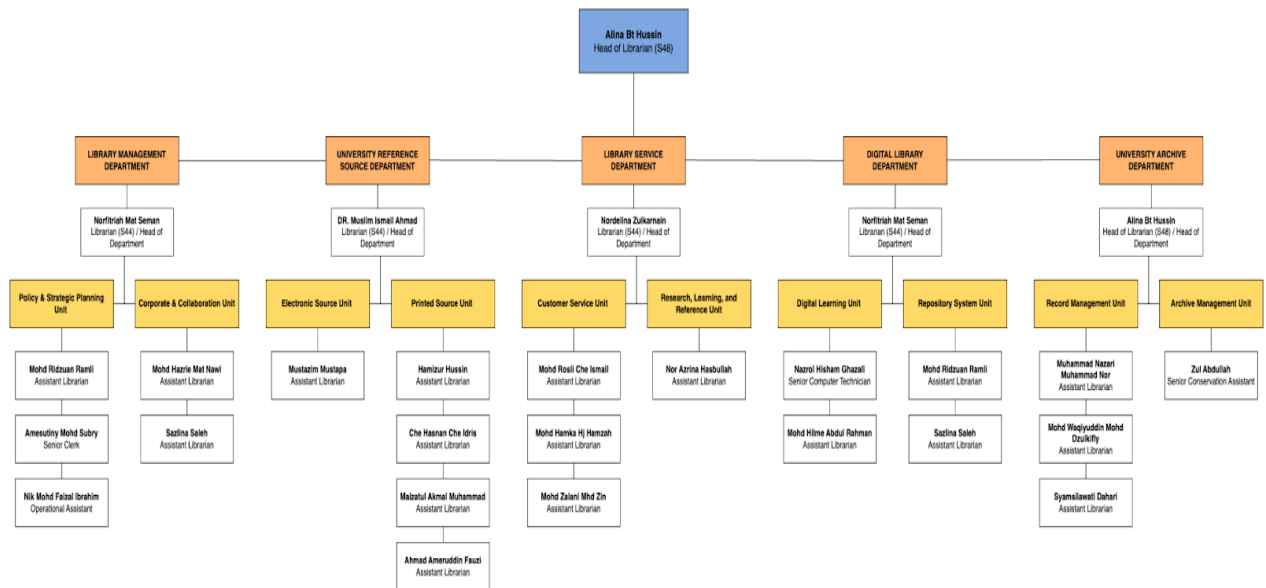 Alina Bt Hussin
Head of Librarian (S48)
LIBRARY MANAGEMENT
DEPARTMENT
UNIVERSITY REFERENCE
SOURCE DEPARTMENT
LIBRARY SERVICE
DEPARTMENT
DIGITAL LIBRARY
DEPARTMENT
UNIVERSITY ARCHIVE
DEPARTMENT
Norfitriah Mat Seman
Librarian (S44) / Head of
Department
DR. Muslim Ismail Ahmad
Librarian (S44) / Head of
Department
Nordelina Zulkarnain
Librarian (S44) / Head of
Department
Norfitriah Mat Seman
Librarian (S44) / Head of
Department
Alina Bt Hussin
Head of Librarian (S48) / Head of
Department
Policy & Strategic Planning
Unit
Corporate & Collaboration Unit
Electronic Source Unit
Printed Source Unit
Customer Service Unit
Research, Learning, and
Reference Unit
Digital Learning Unit
Repository System Unit
Record Management Unit
Archive Management Unit
Mohd Ridzuan Ramli
Assistant Librarian
Mohd Hazrie Mat Nawi
Assistant Librarian
Mustazim Mustapa
Assistant Librarian
Hamizur Hussin
Assistant Librarian
Mohd Rosli Che Ismail
Assistant Librarian
Nor Azrina Hasbullah
Assistant Librarian
Nazrol Hisham Ghazali
Senior Computer Technician
Mohd Ridzuan Ramli
Assistant Librarian
Muhammad Nazari
Muhammad Nor
Assistant Librarian
Zul Abdullah
Senior Conservation Assistant
Amesutiny Mohd Subry
Senior Clerk
Sazlina Saleh
Assistant Librarian
Che Hasnan Che Idris
Assistant Librarian
Mohd Hamka Hj Hamzah
Assistant Librarian
Mohd Hilme Abdul Rahman
Assistant Librarian
Sazlina Saleh
Assistant Librarian
Mohd Waqiyuddin Mohd
Dzulkifly
Assistant Librarian
Nik Mohd Faizal Ibrahim
Operational Assistant
Maizatul Akmal Muhammad
Assistant Librarian
Mohd Zalani Mhd Zin
Assistant Librarian
Syamsilawati Dahari
Assistant Librarian
Ahmad Ameruddin Fauzi
Assistant Librarian